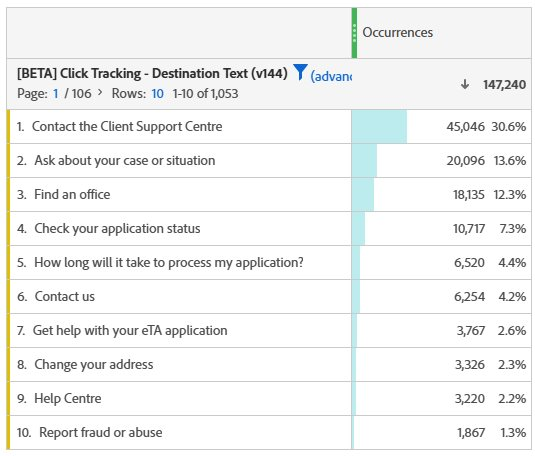 Occurrences
[BETA] Click Tracking - Destination Text (v144) (advanc
Page: 1 / 106 > Rows: 10 1-10 of 1,053 ↓ 147,240
1. Contact the Client Support Centre 45,046 30.6%
2. Ask about your case or situation 20,096 13.6%
3. Find an office 18,135 12.3%
4. Check your application status 10,717 7.3%
5. How long will it take to process my application? 6,520 4.4%
6. Contact us 6,254 4.2%
7. Get help with your eTA application 3,767 2.6%
8. Change your address 3,326 2.3%
9. Help Centre 3,220 2.2%
10. Report fraud or abuse 1,867 1.3%